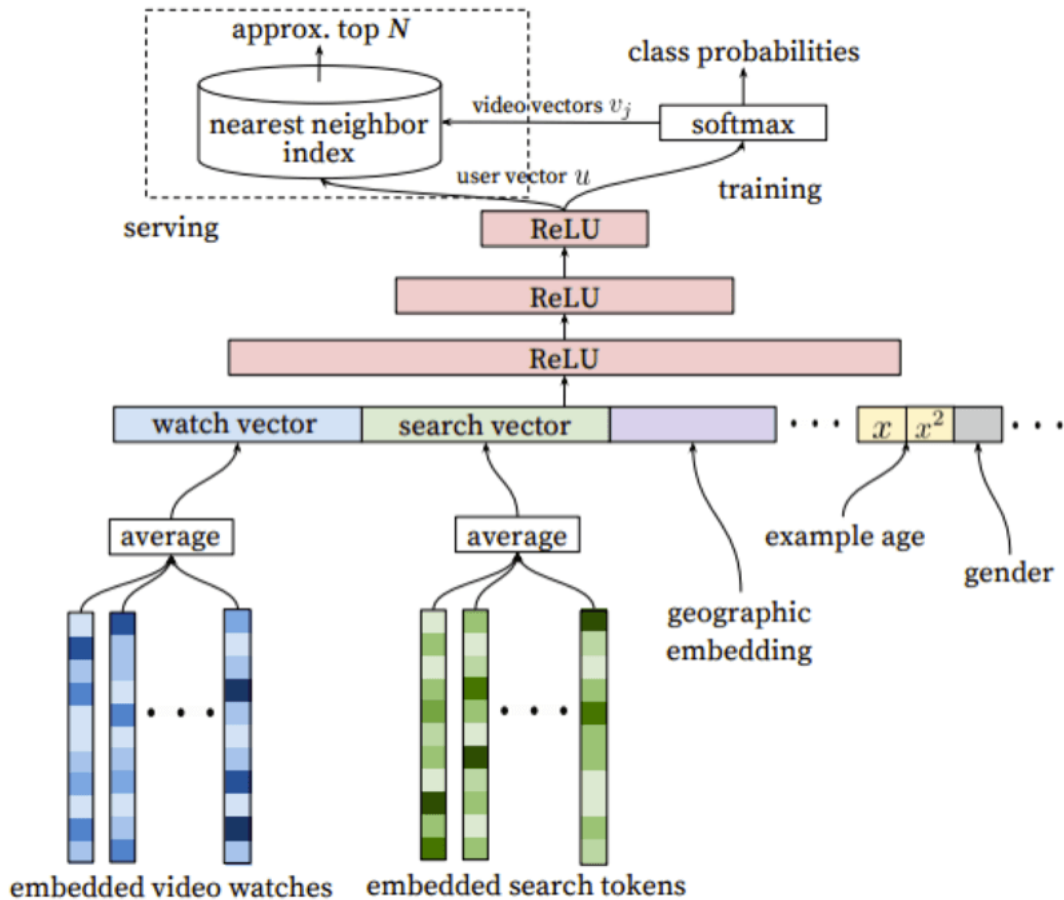 approx. top N
class probabilities
video vectors v_j
softmax
nearest neighbor
index
user vector u
training
serving
ReLU
ReLU
ReLU
watch vector
search vector
x
x²
average
average
example age
gender
geographic
embedding
embedded video watches
embedded search tokens